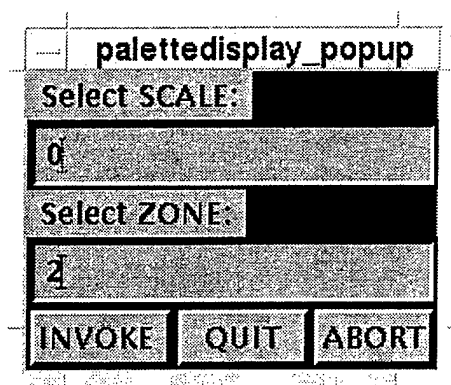 palettedisplay_popup
Select SCALE:
0
Select ZONE:
2
INVOKE QUIT ABORT